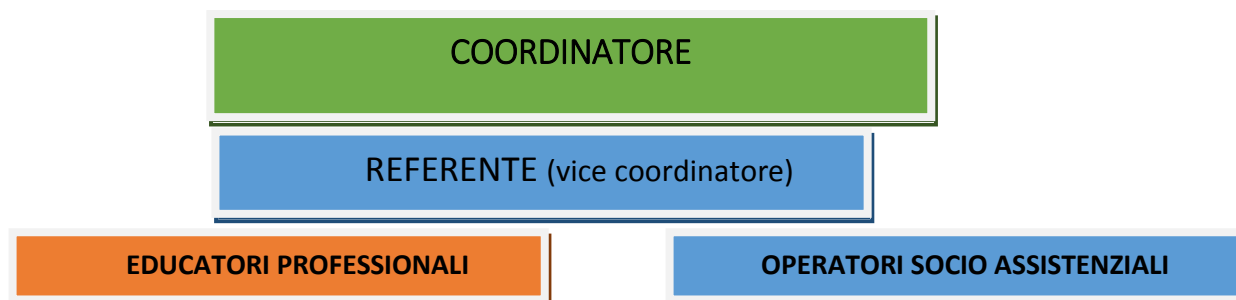 COORDINATORE
REFERENTE (vice coordinatore)
EDUCATORI PROFESSIONALI
OPERATORI SOCIO ASSISTENZIALI